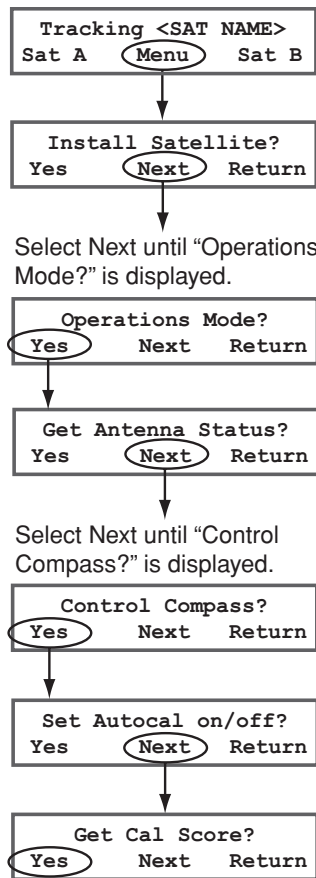 Tracking <SAT NAME>
Sat A Menu Sat B
Install Satellite?
Yes Next Return
Select Next until “Operations
Mode?” is displayed.
Operations Mode?
Yes Next Return
Get Antenna Status?
Yes Next Return
Select Next until “Control
Compass?” is displayed.
Control Compass?
Yes Next Return
Set Autocal on/off?
Yes Next Return
Get Cal Score?
Yes Next Return